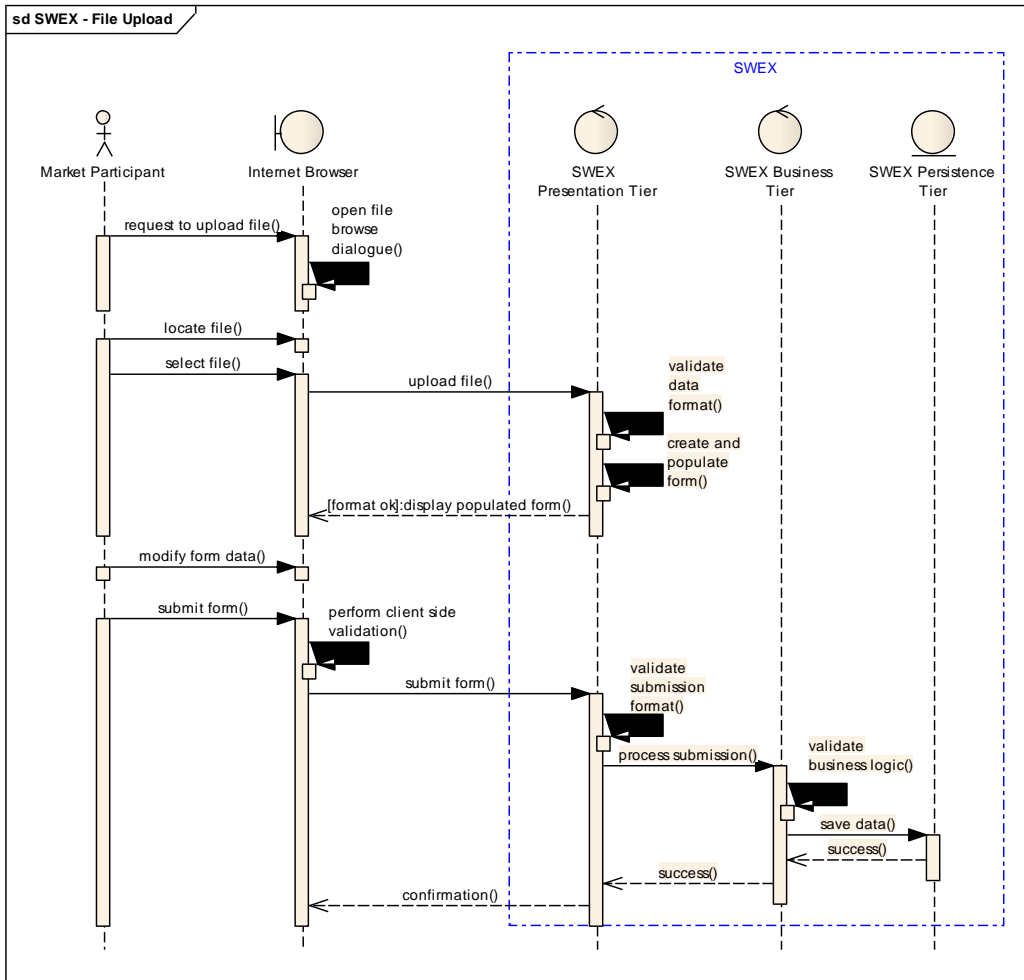 sd SWEX - File Upload
SWEX
Market Participant
Internet Browser
SWEX
Presentation Tier
SWEX Business
Tier
SWEX Persistence
Tier
request to upload file()
open file
browse
dialogue()
locate file()
select file()
upload file()
validate
data
format()
create and
populate
form()
[format ok]:display populated form()
modify form data()
submit form()
perform client side
validation()
submit form()
validate
submission
format()
process submission()
validate
business logic()
save data()
success()
success()
confirmation()